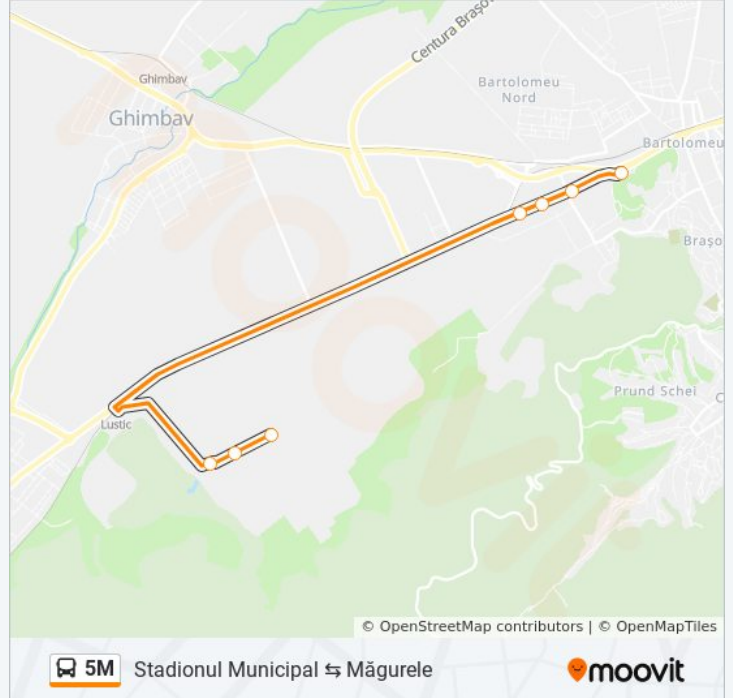 Centura Brașov
Ghimbav
Ghimbav
Bartolomeu
Nord
Bartolomeu
Brașo
Prund Schei
C
Lustic
© OpenStreetMap contributors | © OpenMapTiles
5M Stadionul Municipal ⇆ Măgurele
moovit